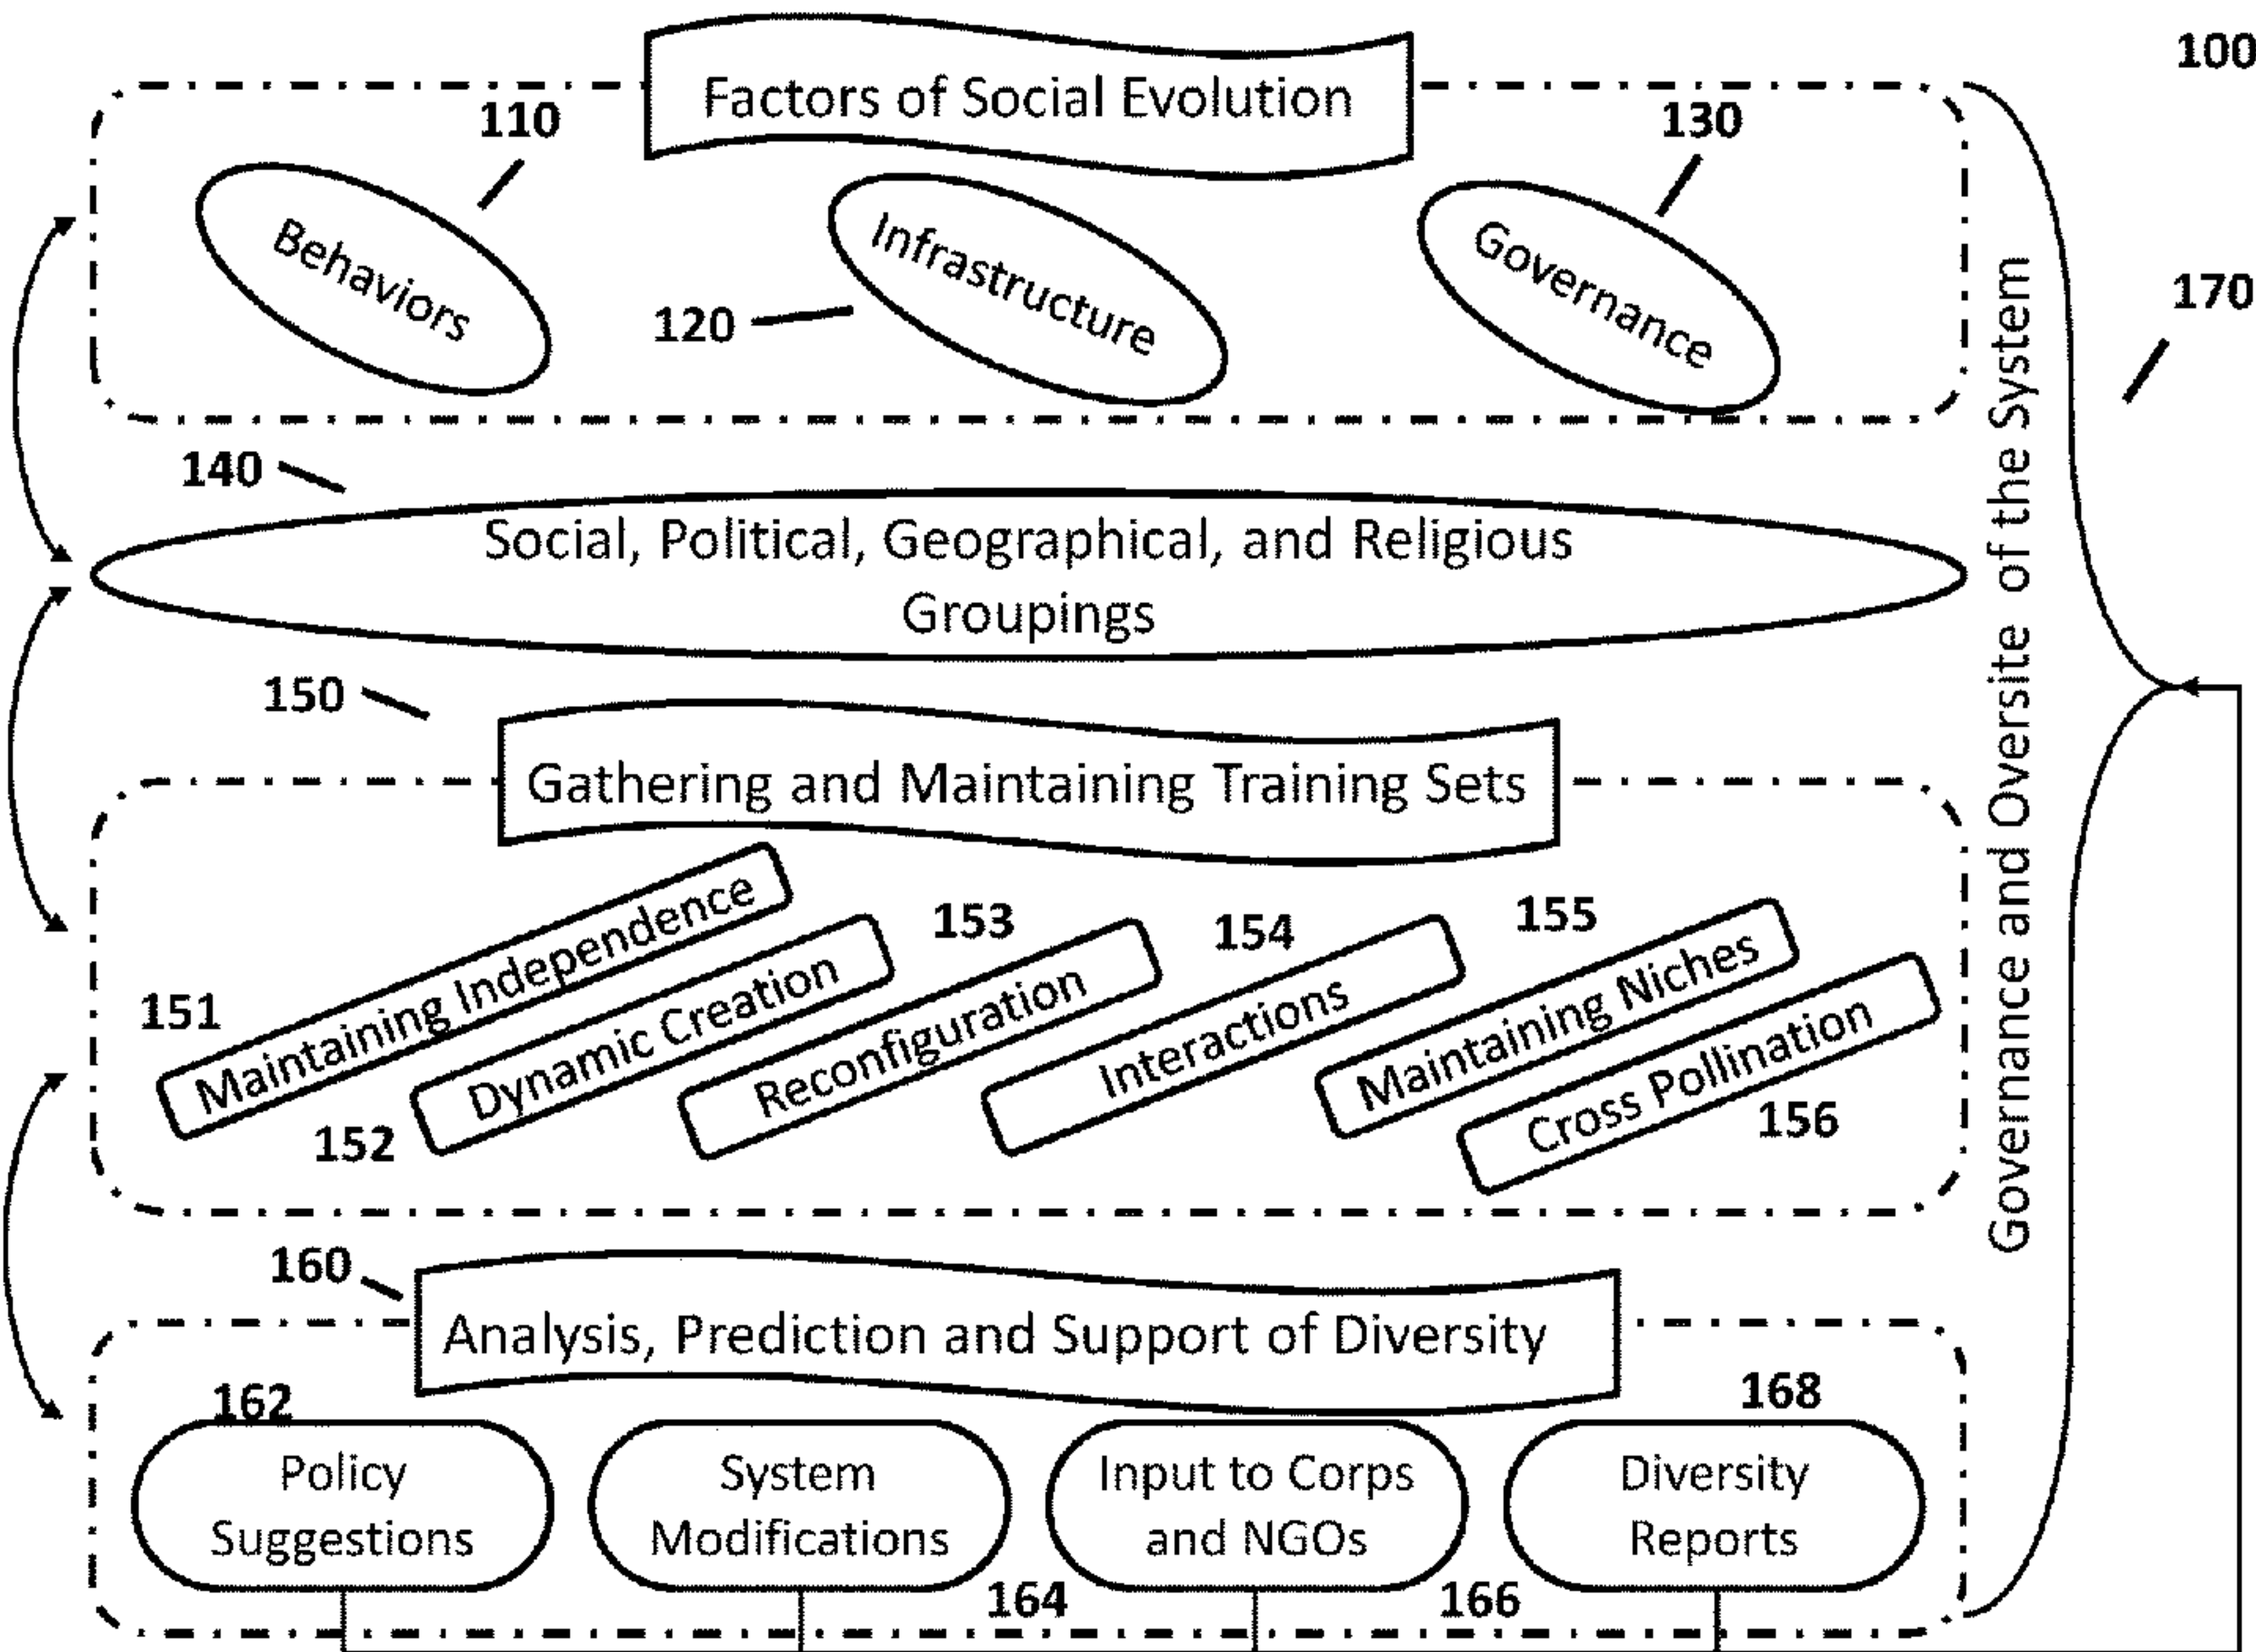 100
Factors of Social Evolution
110
130
Behaviors
Infrastructure
Governance
120
170
140
Social, Political, Geographical, and Religious
Groupings
150
Gathering and Maintaining Training Sets
151
Maintaining Independence
152
Dynamic Creation
153
Reconfiguration
154
Interactions
155
Maintaining Niches
Cross Pollination
156
160
Analysis, Prediction and Support of Diversity
162
168
Policy
Suggestions
System
Modifications
Input to Corps
and NGOs
Diversity
Reports
164
166
Governance and Oversite of the System